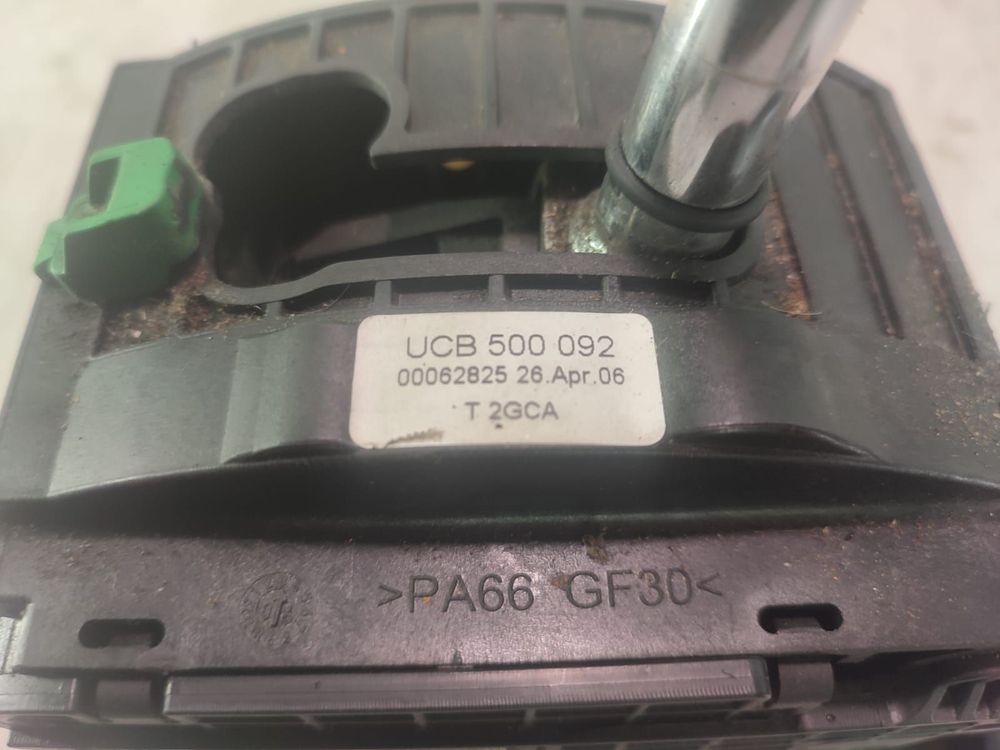 UCB 500 092
00062825 26.Apr.06
T 2GCA
>PA66 GF30<